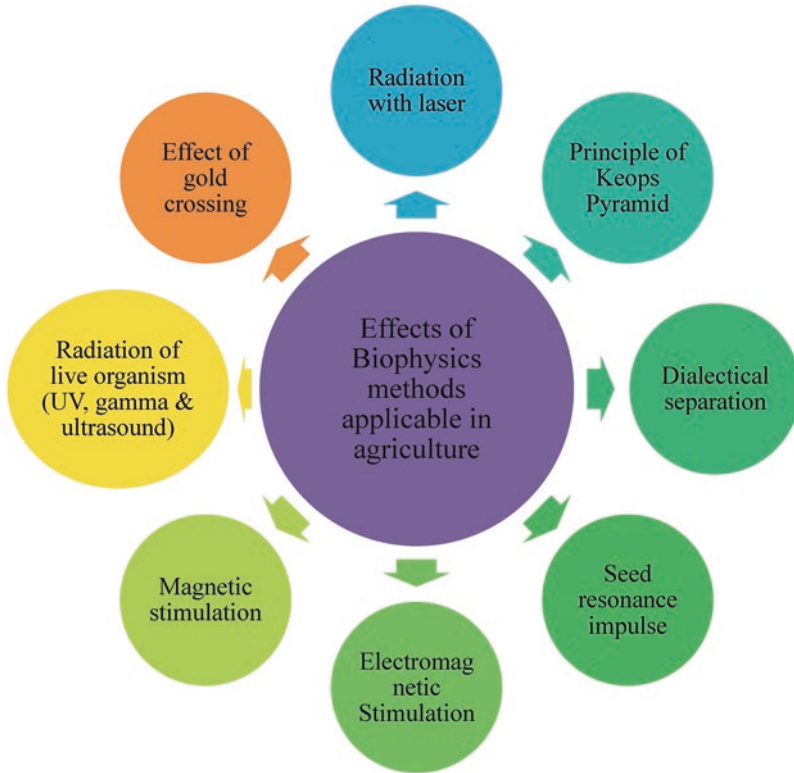 Radiation
with laser
Principle of
Keops
Pyramid
Dialectical
separation
Seed
resonance
impulse
Electromag
netic
Stimulation
Magnetic
stimulation
Radiation of
live organism
(UV, gamma &
ultrasound)
Effect of
gold
crossing
Effects of
Biophysics
methods
applicable in
agriculture